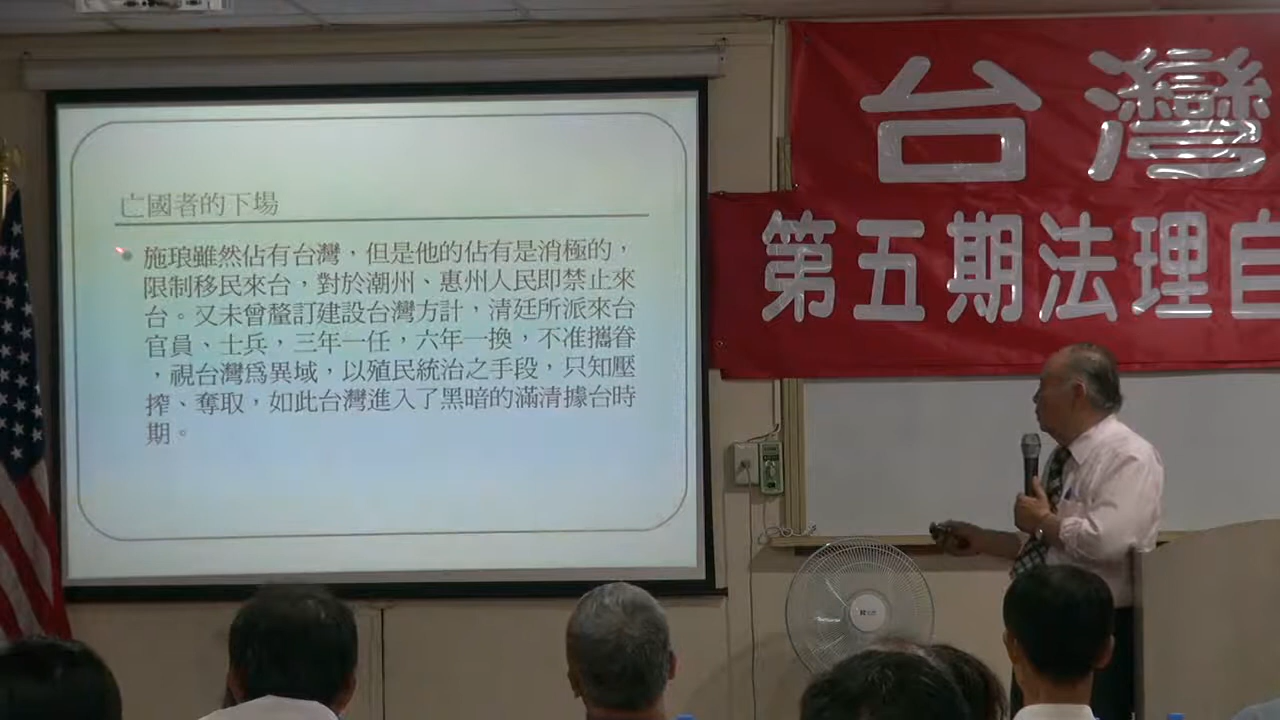 亡國者的下場
施琅雖然佔有台灣，但是他的佔有是消極的，
限制移民來台，對於潮州、惠州人民即禁止來
台。又未曾釐訂建設台灣方計，清廷所派來台
官員、士兵，三年一任，六年一換，不准攜眷
，視台灣爲異域，以殖民統治之手段，只知壓
搾、奪取，如此台灣進入了黑暗的滿清據台時
期。
台灣
第五期法理自